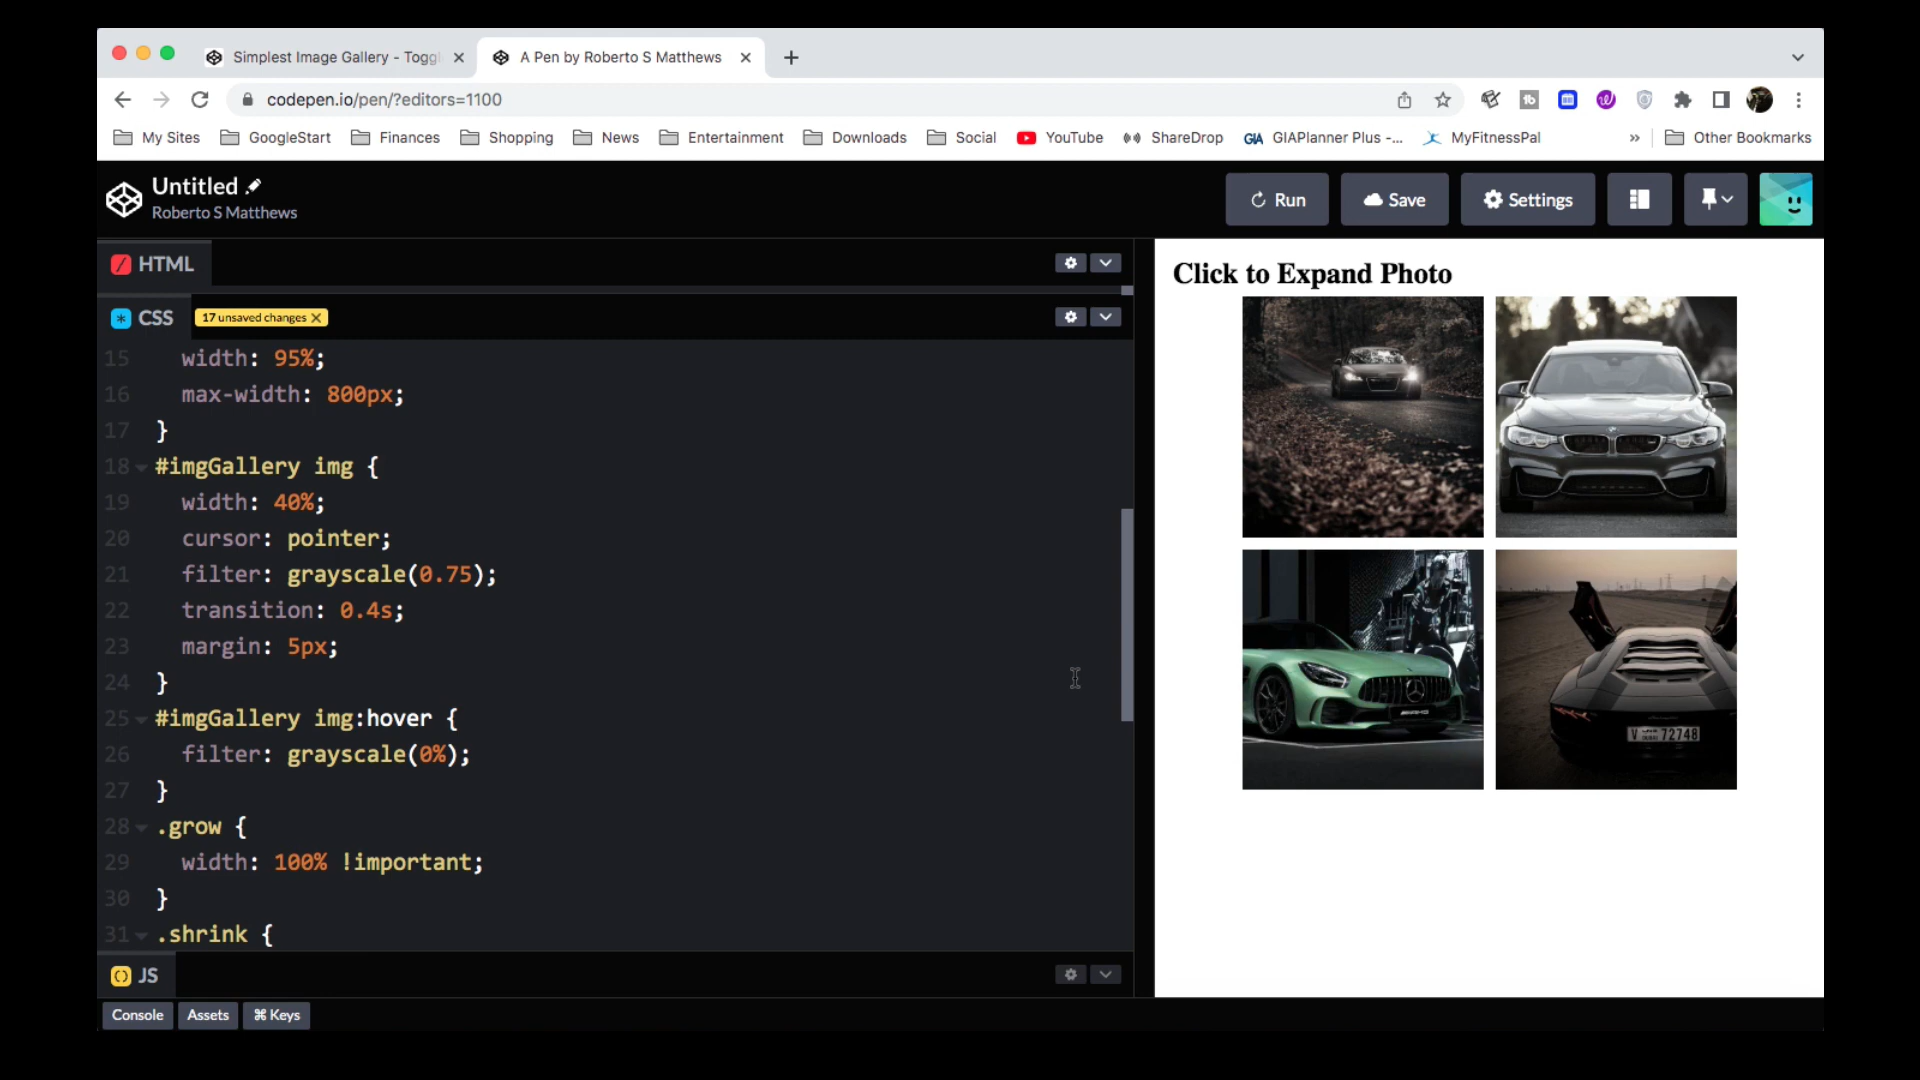 Simplest Image Gallery - Toggl
A Pen by Roberto S Matthews
codepen.io/pen/?editors=1100
My Sites
GoogleStart
Finances
Shopping
News
Entertainment
Downloads
Social
YouTube
ShareDrop
GIA
GIAPlanner Plus -...
MyFitnessPal
»
Other Bookmarks
Untitled
Roberto S Matthews
Run
Save
Settings
HTML
CSS
17 unsaved changes X
15 width: 95%;
16 max-width: 800px;
17 }
18 #imgGallery img {
19 width: 40%;
20 cursor: pointer;
21 filter: grayscale(0.75);
22 transition: 0.4s;
23 margin: 5px;
24 }
25 #imgGallery img:hover {
26 filter: grayscale(0%);
27 }
28 .grow {
29 width: 100% !important;
30 }
31 .shrink {
JS
Console
Assets
⌘ Keys
Click to Expand Photo
AMG
V 72748